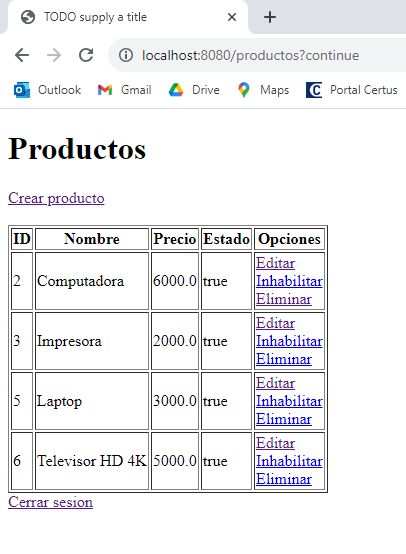 TODO supply a title
localhost:8080/productos?continue
Outlook Gmail Drive Maps Portal Certus
Productos
Crear producto
ID Nombre Precio Estado Opciones
2 Computadora 6000.0 true Editar
Inhabilitar
Eliminar
3 Impresora 2000.0 true Editar
Inhabilitar
Eliminar
5 Laptop 3000.0 true Editar
Inhabilitar
Eliminar
6 Televisor HD 4K 5000.0 true Editar
Inhabilitar
Eliminar
Cerrar sesion